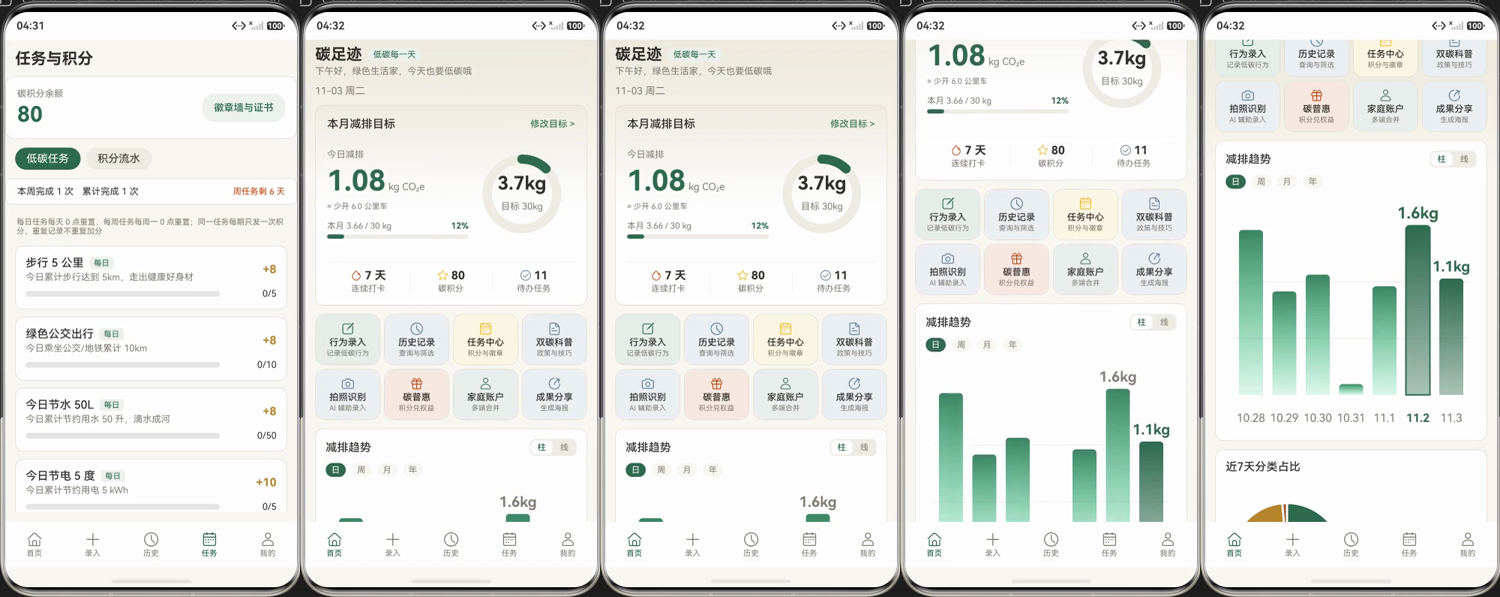 04:31
100
任务与积分
碳积分余额
80
徽章墙与证书
低碳任务
积分流水
本周完成 1 次 累计完成 1 次
周任务剩 6 天
每日任务每天 0 点重置、每周任务每周一 0 点重置；同一任务每期只发一次积
分，重复记录不重复加分
步行 5 公里 每日
+8
今日累计步行达到 5km，走出健康好身材
0/5
绿色公交出行 每日
+8
今日乘坐公交/地铁累计 10km
0/10
今日节水 50L 每日
+8
今日累计节约用水 50 升，滴水成河
0/50
今日节电 5 度 每日
+10
今日累计节约用电 5 kWh
0/5
首页 录入 历史 任务 我的
04:32
100
碳足迹 低碳每一天
下午好，绿色生活家，今天也要低碳哦
11-03 周二
本月减排目标
修改目标 >
今日减排
1.08 kg CO₂e
≈ 少开 6.0 公里车
本月 3.66 / 30 kg
12%
3.7kg
目标 30kg
7 天
连续打卡
80
碳积分
11
待办任务
行为录入
记录低碳行为
历史记录
查询与筛选
任务中心
积分与徽章
双碳科普
政策与技巧
拍照识别
AI 辅助录入
碳普惠
积分兑权益
家庭账户
多端合并
成果分享
生成海报
减排趋势
柱 线
日 周 月 年
1.6kg
首页 录入 历史 任务 我的
04:32
100
碳足迹 低碳每一天
下午好，绿色生活家，今天也要低碳哦
11-03 周二
本月减排目标
修改目标 >
今日减排
1.08 kg CO₂e
≈ 少开 6.0 公里车
本月 3.66 / 30 kg
12%
3.7kg
目标 30kg
7 天
连续打卡
80
碳积分
11
待办任务
行为录入
记录低碳行为
历史记录
查询与筛选
任务中心
积分与徽章
双碳科普
政策与技巧
拍照识别
AI 辅助录入
碳普惠
积分兑权益
家庭账户
多端合并
成果分享
生成海报
减排趋势
柱 线
日 周 月 年
1.6kg
首页 录入 历史 任务 我的
04:32
100
1.08 kg CO₂e
≈ 少开 6.0 公里车
本月 3.66 / 30 kg
12%
3.7kg
目标 30kg
7 天
连续打卡
80
碳积分
11
待办任务
行为录入
记录低碳行为
历史记录
查询与筛选
任务中心
积分与徽章
双碳科普
政策与技巧
拍照识别
AI 辅助录入
碳普惠
积分兑权益
家庭账户
多端合并
成果分享
生成海报
减排趋势
柱 线
日 周 月 年
1.6kg
1.1kg
首页 录入 历史 任务 我的
04:32
100
行为录入
记录低碳行为
历史记录
查询与筛选
任务中心
积分与徽章
双碳科普
政策与技巧
拍照识别
AI 辅助录入
碳普惠
积分兑权益
家庭账户
多端合并
成果分享
生成海报
减排趋势
柱 线
日 周 月 年
1.6kg
1.1kg
10.28 10.29 10.30 10.31 11.1 11.2 11.3
近7天分类占比
首页 录入 历史 任务 我的